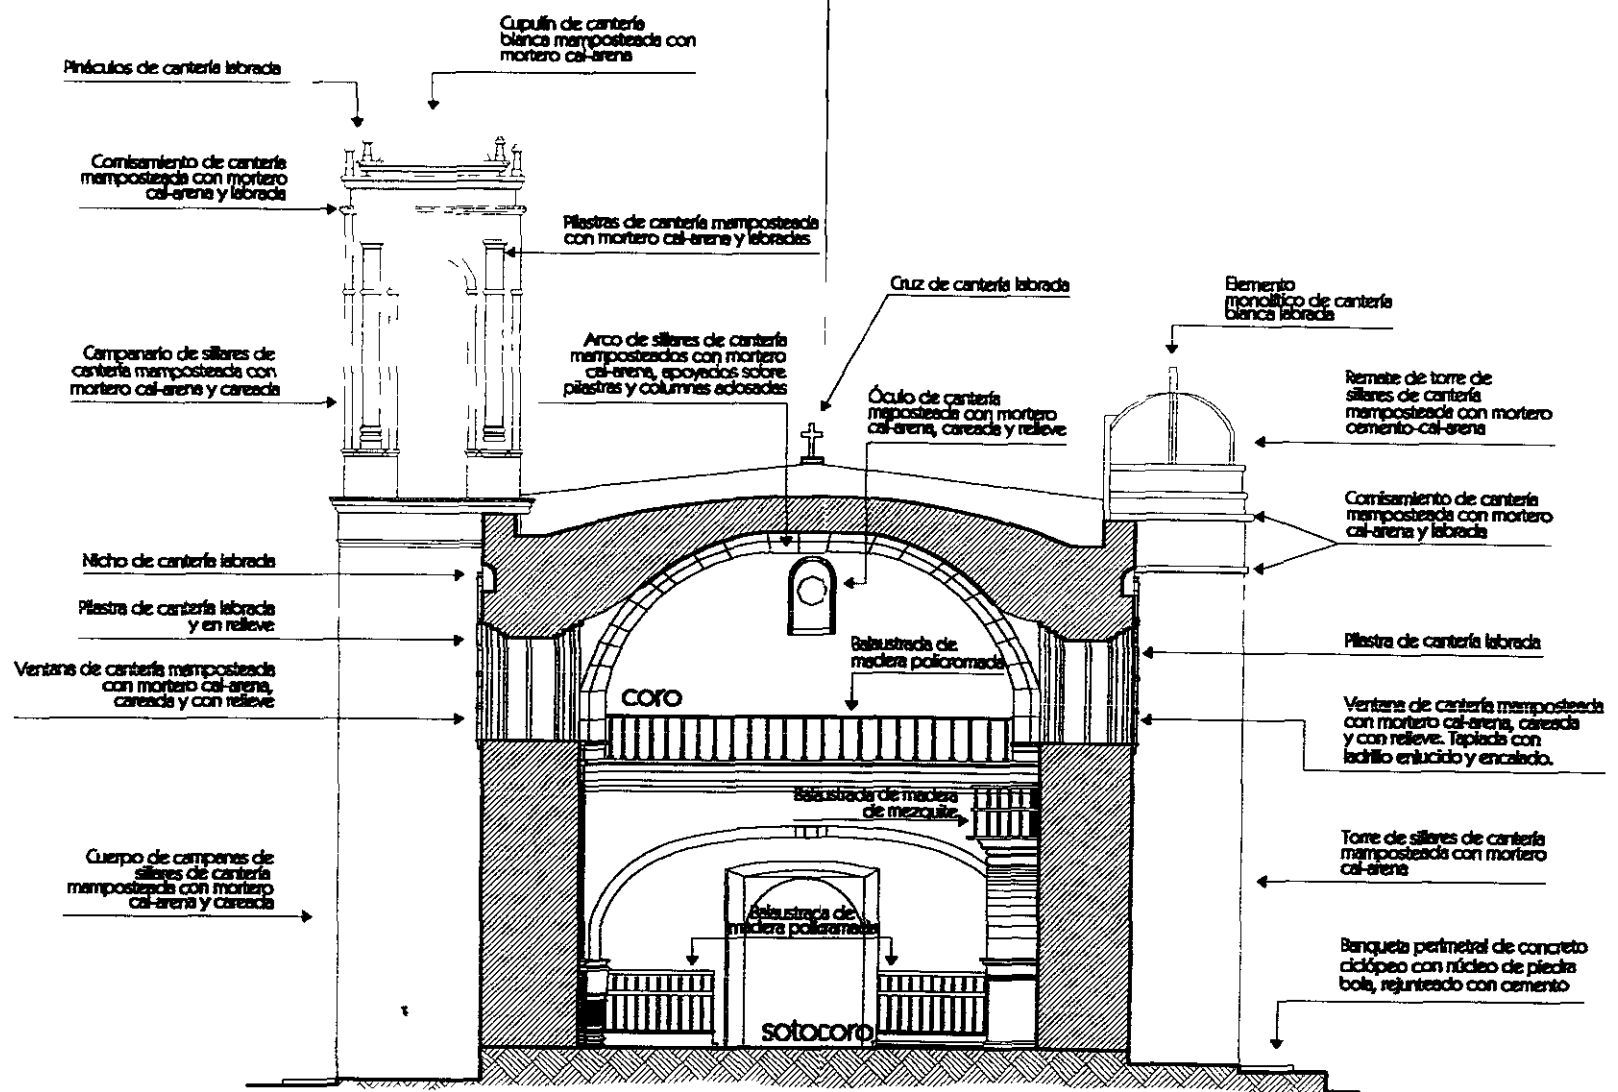 Cupulín de cantería
blanca mamposteada con
mortero cal-arena
Pináculos de cantería labrada
Cornisamiento de cantería
mamposteada con mortero
cal-arena y labrada
Pilastras de cantería mamposteada
con mortero cal-arena y labradas
Cruz de cantería labrada
Elemento
monolítico de cantería
blanca labrada
Campanario de sillares de
cantería mamposteada con
mortero cal-arena y careada
Arco de sillares de cantería
mamposteados con mortero
cal-arena, apoyados sobre
pilastras y columnas adosadas
Óculo de cantería
maposteada con mortero
cal-arena, careada y relieve
Remate de torre de
sillares de cantería
mamposteada con mortero
cemento-cal-arena
Cornisamiento de cantería
mamposteada con mortero
cal-arena y labrada
Nicho de cantería labrada
Pilastra de cantería labrada
y en relieve
Ventana de cantería mamposteada
con mortero cal-arena,
careada y con relieve
Balaustrada de
madera policromada
coro
Pilastra de cantería labrada
Ventana de cantería mamposteada
con mortero cal-arena, careada
y con relieve. Tapiada con
ladrillo enlucido y encalado.
Balaustrada de madera
de mezquite
Cuerpo de campanas de
sillares de cantería
mamposteada con mortero
cal-arena y careada
Torre de sillares de cantería
mamposteada con mortero
cal-arena
Balaustrada de
madera policramada
sotocoro
Banqueta perimetral de concreto
ciclópeo con núcleo de piedra
bola, rejunteado con cemento